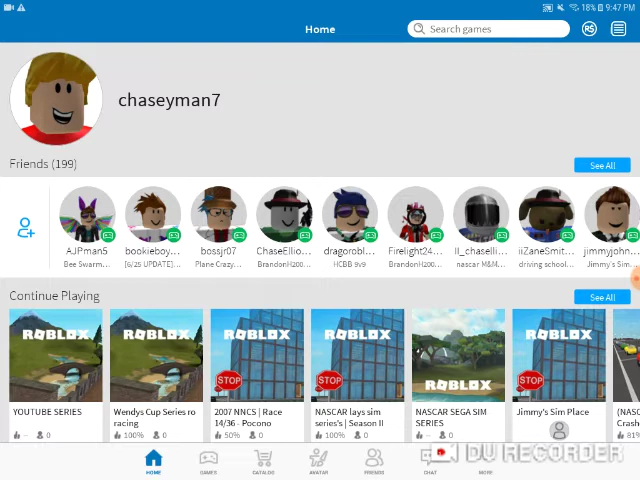 18% 9:47 PM
Home
Search games
R$
chaseyman7
Friends (199)
See All
AJPman5
bookieboy...
bossjr07
ChaseEllio...
dragorobl...
Firelight24...
II_chaselli...
iiZaneSmit...
jimmyjohn...
Bee Swarm...
[6/25 UPDATE]...
Plane Crazy...
BrandonH200...
HCBB 9v9
BrandonH200...
nascar M&M...
driving school...
Jimmy's Sim...
Continue Playing
See All
ROBLOX
ROBLOX
ROBLOX
ROBLOX
ROBLOX
ROBLOX
STOP
STOP
STOP
YOUTUBE SERIES
-- 0
Wendys Cup Series ro
racing
100% 0
2007 NNCS | Race
14/36 - Pocono
50% 0
NASCAR lays sim
series's | Season II
100% 0
NASCAR SEGA SIM
SERIES
-- 0
Jimmy's Sim Place
--
(NAS
Crash
81%
HOME
GAMES
CATALOG
AVATAR
FRIENDS
CHAT
MORE
DU RECORDER